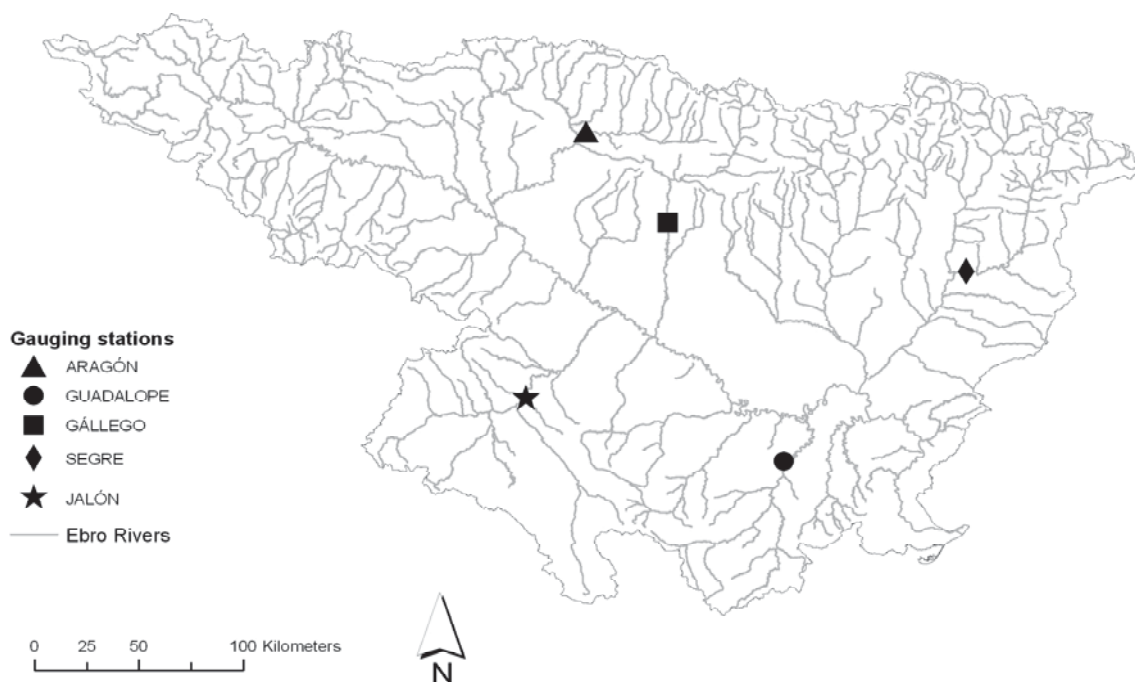 Gauging stations
ARAGÓN
GUADALOPE
GÁLLEGO
SEGRE
JALÓN
Ebro Rivers
0 25 50 100 Kilometers
N